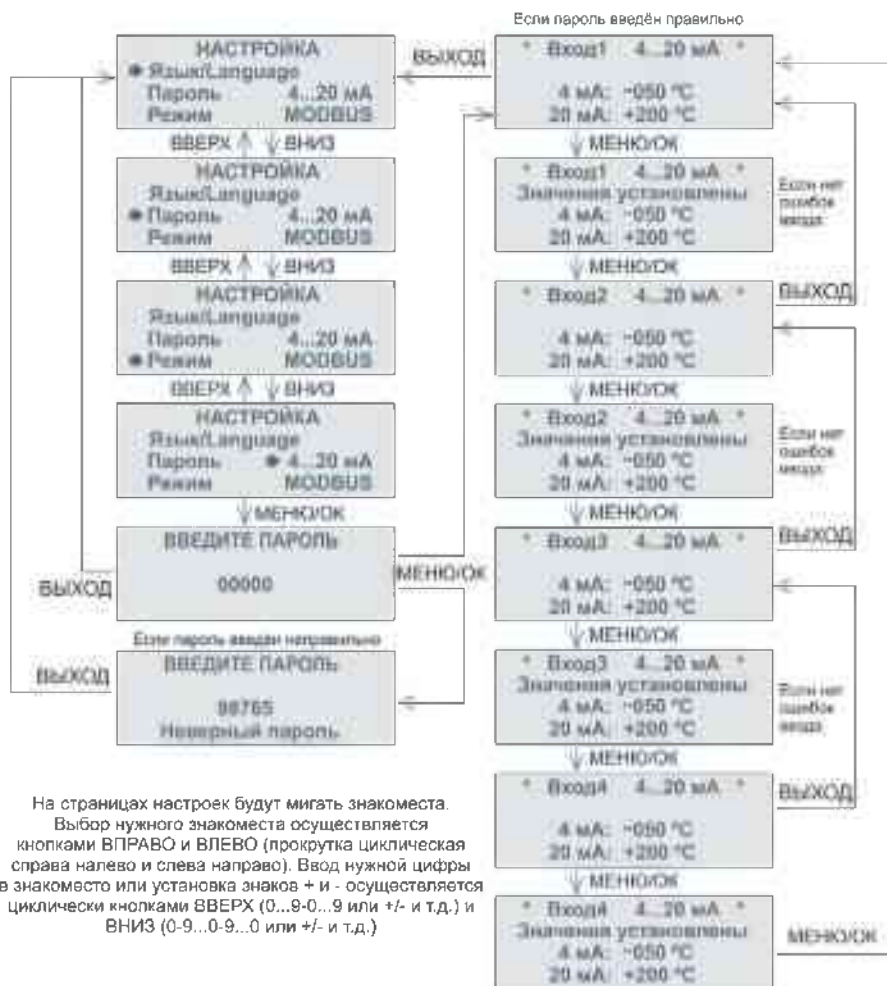 Если пароль введён правильно
НАСТРОЙКА
Язык/Language
Пароль 4...20 мА
Режим MODBUS
ВВЕРХ ВНИЗ
НАСТРОЙКА
Язык/Language
Пароль 4...20 мА
Режим MODBUS
ВВЕРХ ВНИЗ
НАСТРОЙКА
Язык/Language
Пароль 4...20 мА
Режим MODBUS
ВВЕРХ ВНИЗ
НАСТРОЙКА
Язык/Language
Пароль 4...20 мА
Режим MODBUS
МЕНЮ/ОК
ВВЕДИТЕ ПАРОЛЬ
00000
ВЫХОД
МЕНЮ/ОК
Если пароль введён неправильно
ВВЕДИТЕ ПАРОЛЬ
98765
Неверный пароль
ВЫХОД
ВЫХОД
* Вход1 4...20 мА *
4 мА: -050 °C
20 мА: +200 °C
МЕНЮ/ОК
* Вход1 4...20 мА *
Значения установлены
4 мА: -050 °C
20 мА: +200 °C
Если нет
ошибок
ввода
МЕНЮ/ОК
* Вход2 4...20 мА *
4 мА: -050 °C
20 мА: +200 °C
ВЫХОД
МЕНЮ/ОК
* Вход2 4...20 мА *
Значения установлены
4 мА: -050 °C
20 мА: +200 °C
Если нет
ошибок
ввода
МЕНЮ/ОК
* Вход3 4...20 мА *
4 мА: -050 °C
20 мА: +200 °C
ВЫХОД
МЕНЮ/ОК
* Вход3 4...20 мА *
Значения установлены
4 мА: -050 °C
20 мА: +200 °C
Если нет
ошибок
ввода
МЕНЮ/ОК
* Вход4 4...20 мА *
4 мА: -050 °C
20 мА: +200 °C
ВЫХОД
МЕНЮ/ОК
* Вход4 4...20 мА *
Значения установлены
4 мА: -050 °C
20 мА: +200 °C
МЕНЮ/ОК
На страницах настроек будут мигать знакоместа.
Выбор нужного знакоместа осуществляется
кнопками ВПРАВО и ВЛЕВО (прокрутка циклическая
справа налево и слева направо). Ввод нужной цифры
в знакоместо или установка знаков + и - осуществляется
циклически кнопками ВВЕРХ (0...9-0...9 или +/- и т.д.) и
ВНИЗ (0-9...0-9...0 или +/- и т.д.)